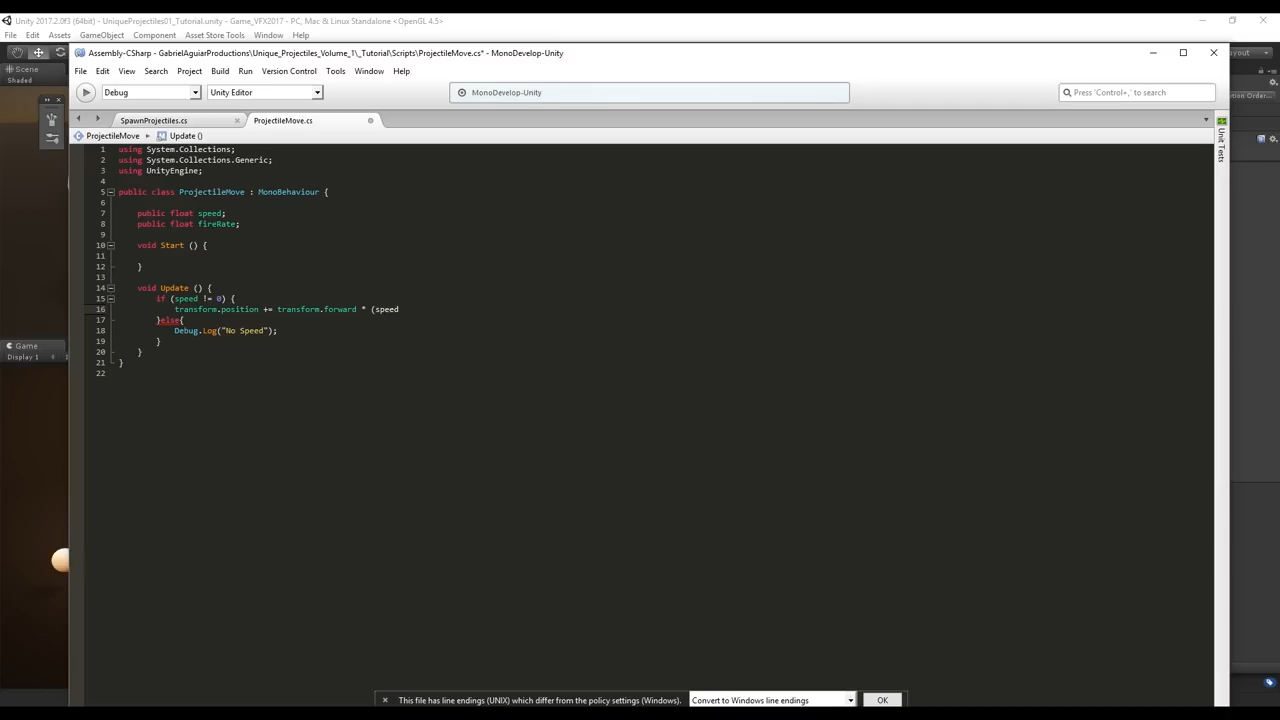 Unity 2017.2.0f3 (64bit) - UniqueProjectiles01_Tutorial.unity - Game_VFX2017 - PC, Mac & Linux Standalone <OpenGL 4.5>
File Edit Assets GameObject Component Asset Store Tools Window Help
Assembly-CSharp - GabrielAguiarProductions\Unique_Projectiles_Volume_1\_Tutorial\Scripts\ProjectileMove.cs* - MonoDevelop-Unity
Scene
Shaded
File Edit View Search Project Build Run Version Control Tools Window Help
Debug Unity Editor MonoDevelop-Unity Press 'Control+,' to search
SpawnProjectiles.cs ProjectileMove.cs
ProjectileMove Update ()
Unit Tests
1 using System.Collections;
2 using System.Collections.Generic;
3 using UnityEngine;
4
5 public class ProjectileMove : MonoBehaviour {
6
7 public float speed;
8 public float fireRate;
9
10 void Start () {
11
12 }
13
14 void Update () {
15 if (speed != 0) {
16 transform.position += transform.forward * (speed
17 }else{
18 Debug.Log("No Speed");
19 }
20 }
21 }
22
Game
Display 1
This file has line endings (UNIX) which differ from the policy settings (Windows). Convert to Windows line endings OK